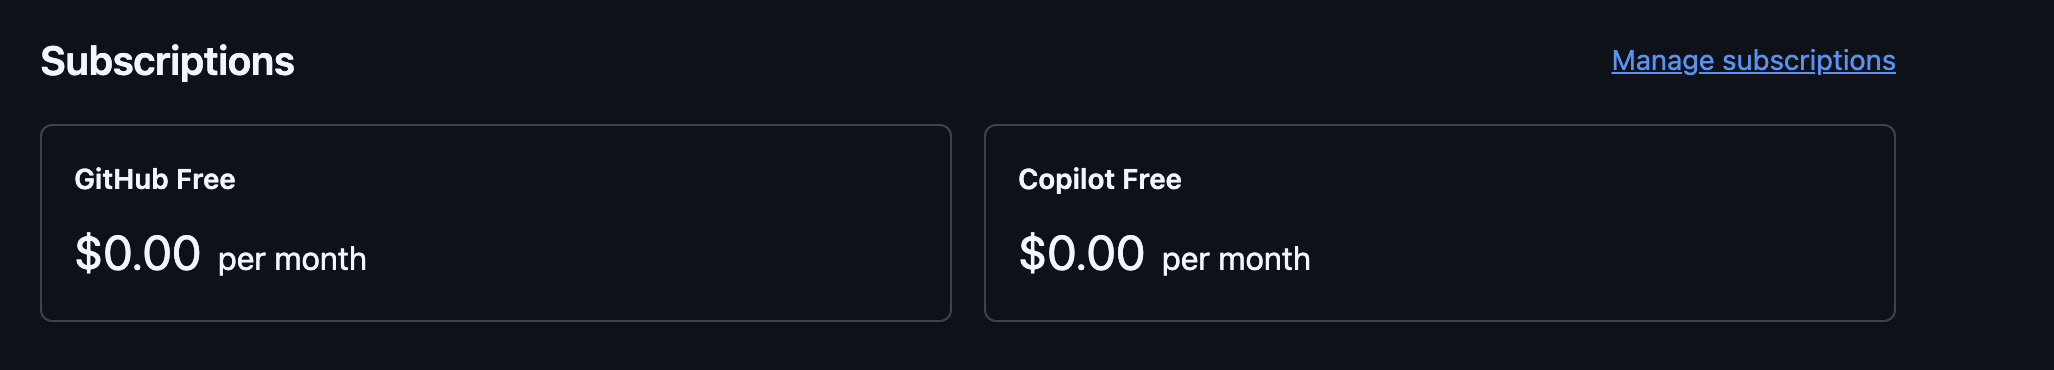 Subscriptions
Manage subscriptions
GitHub Free
$0.00 per month
Copilot Free
$0.00 per month